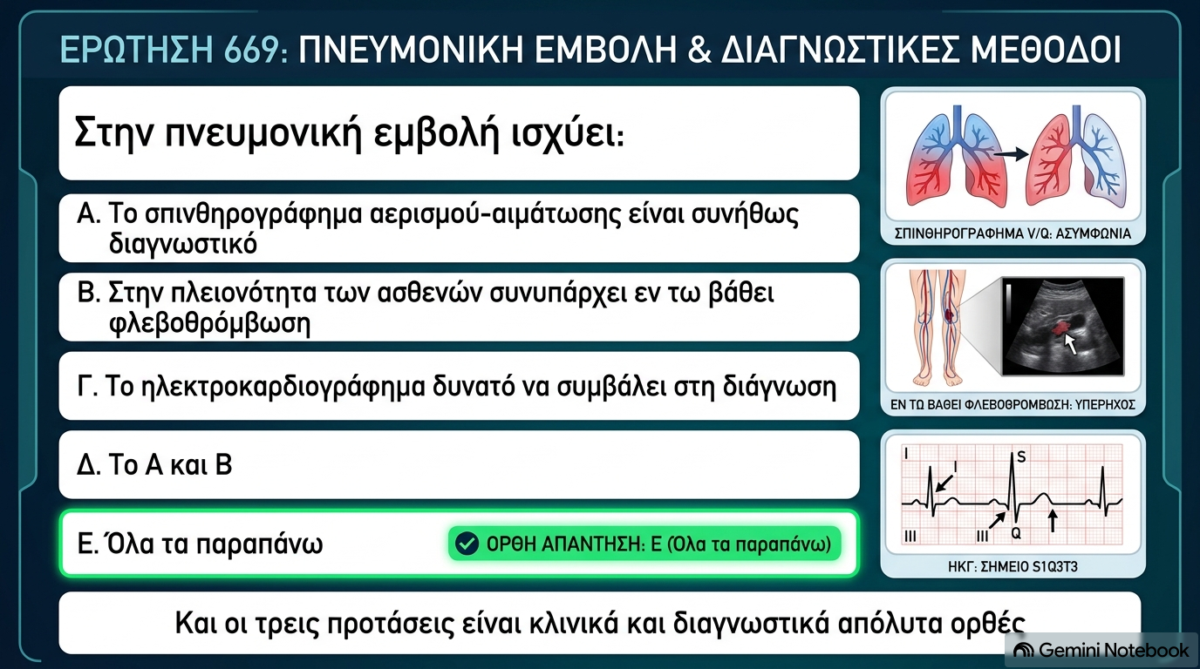 ΕΡΩΤΗΣΗ 669: ΠΝΕΥΜΟΝΙΚΗ ΕΜΒΟΛΗ & ΔΙΑΓΝΩΣΤΙΚΕΣ ΜΕΘΟΔΟΙ
Στην πνευμονική εμβολή ισχύει:
Α. Το σπινθηρογράφημα αερισμού-αιμάτωσης είναι συνήθως
διαγνωστικό
Β. Στην πλειονότητα των ασθενών συνυπάρχει εν τω βάθει
φλεβοθρόμβωση
Γ. Το ηλεκτροκαρδιογράφημα δυνατό να συμβάλει στη διάγνωση
Δ. Το Α και Β
Ε. Όλα τα παραπάνω
ΟΡΘΗ ΑΠΑΝΤΗΣΗ: Ε (Όλα τα παραπάνω)
ΣΠΙΝΘΗΡΟΓΡΑΦΗΜΑ V/Q: ΑΣΥΜΦΩΝΙΑ
ΕΝ ΤΩ ΒΑΘΕΙ ΦΛΕΒΟΘΡΟΜΒΩΣΗ: ΥΠΕΡΗΧΟΣ
I
I
S
III
III
Q
ΗΚΓ: ΣΗΜΕΙΟ S1Q3T3
Και οι τρεις προτάσεις είναι κλινικά και διαγνωστικά απόλυτα ορθές
Gemini Notebook